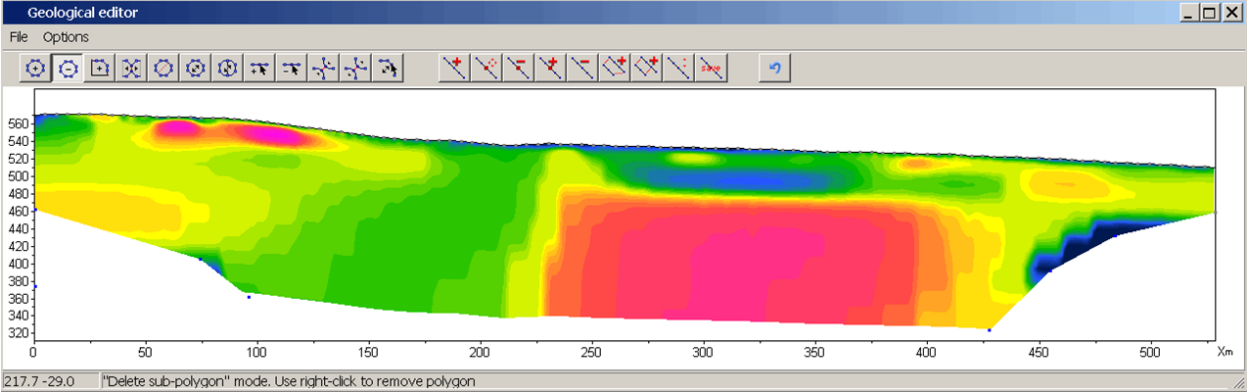 Geological editor
File Options
save
560
540
520
500
480
460
440
420
400
380
360
340
320
0 50 100 150 200 250 300 350 400 450 500 Xm
217.7 -29.0 "Delete sub-polygon" mode. Use right-click to remove polygon